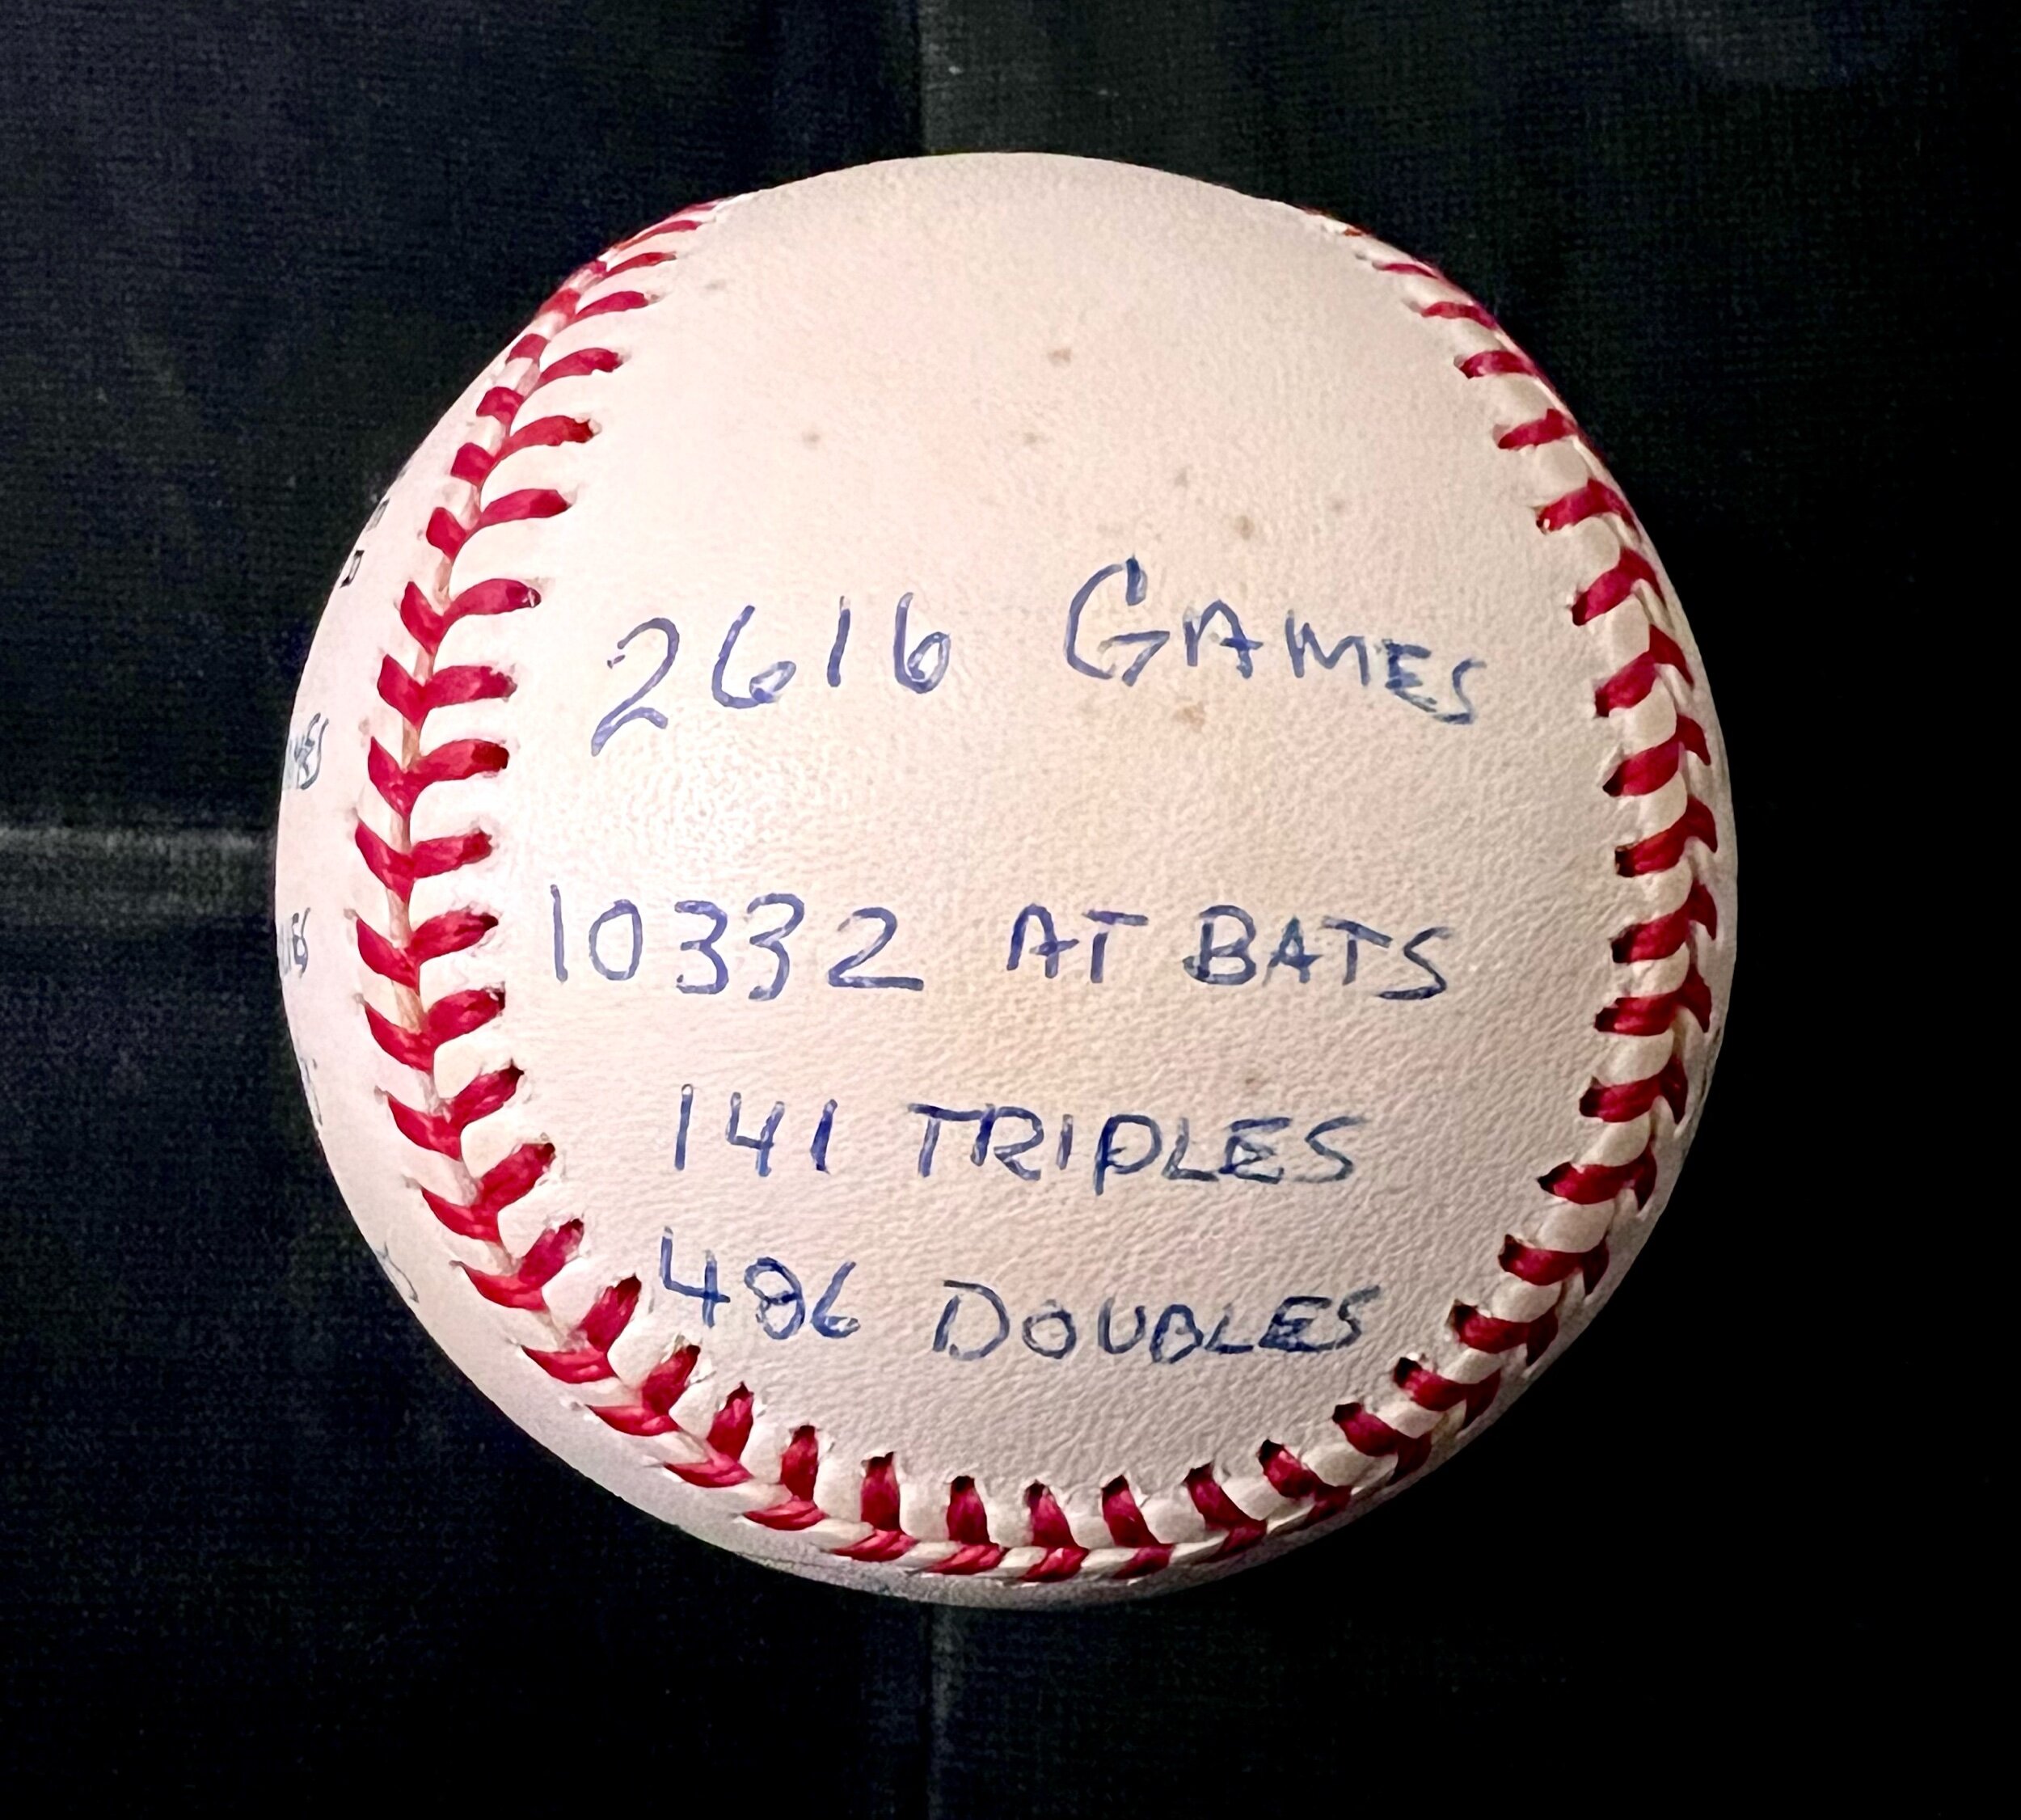 2616 GAMES
10332 AT BATS
141 TRIPLES
486 DOUBLES